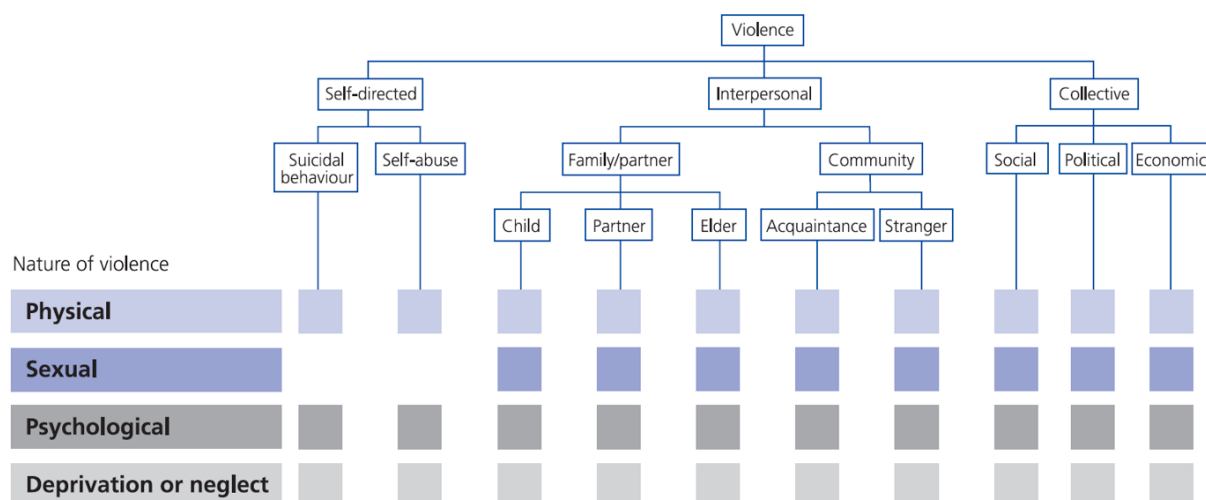 Violence
Self-directed
Interpersonal
Collective
Suicidal
behaviour
Self-abuse
Family/partner
Community
Social
Political
Economic
Child
Partner
Elder
Acquaintance
Stranger
Nature of violence
Physical
Sexual
Psychological
Deprivation or neglect